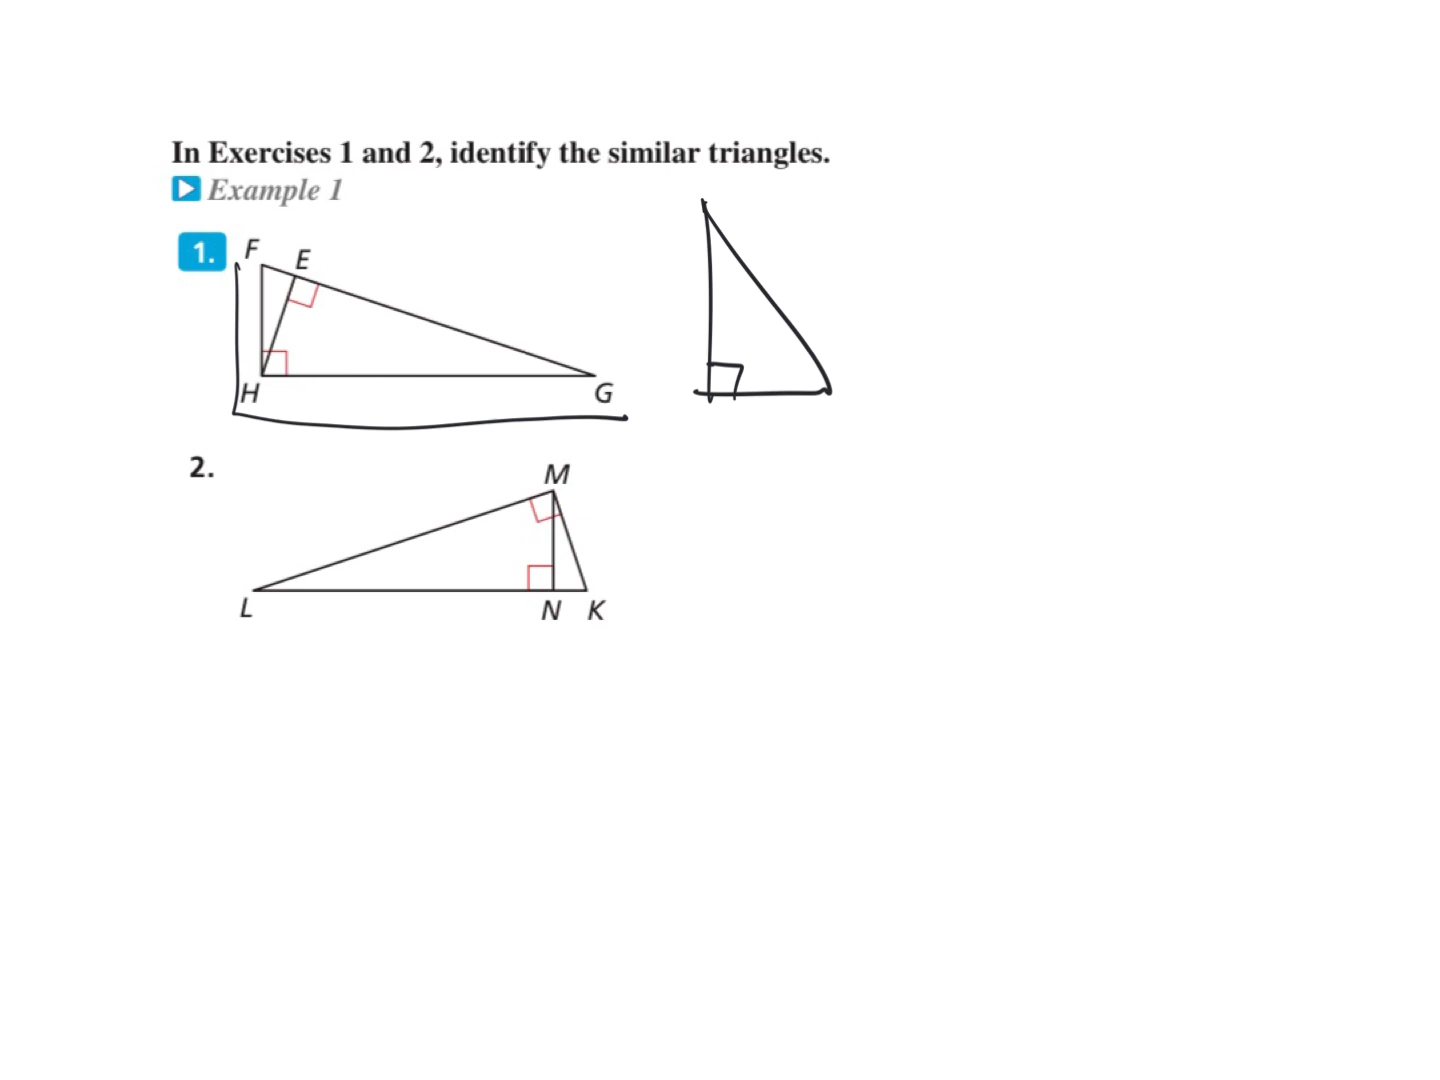 In Exercises 1 and 2, identify the similar triangles.
Example 1
1.
F
E
H
G
2.
M
L
N K